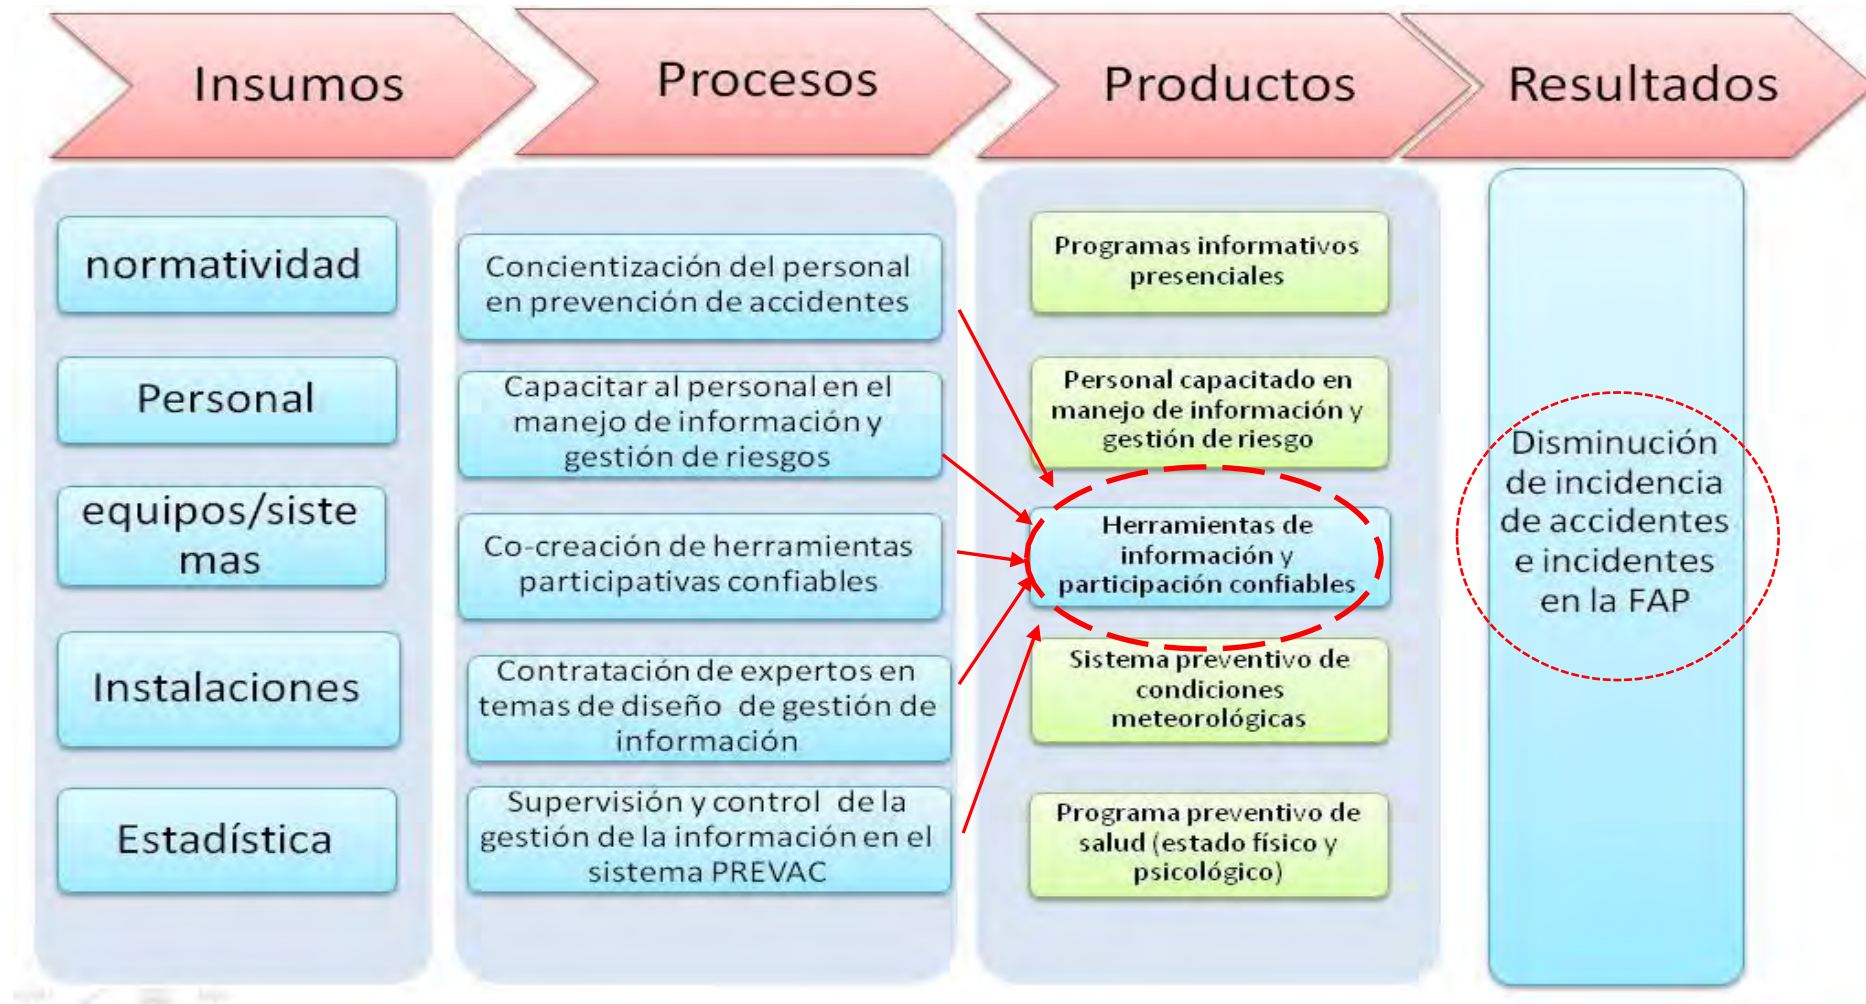 Insumos
Procesos
Productos
Resultados
normatividad
Personal
equipos/siste
mas
Instalaciones
Estadística
Concientización del personal
en prevención de accidentes
Capacitar al personal en el
manejo de información y
gestión de riesgos
Co-creación de herramientas
participativas confiables
Contratación de expertos en
temas de diseño de gestión de
información
Supervisión y control de la
gestión de la información en el
sistema PREVAC
Programas informativos
presenciales
Personal capacitado en
manejo de información y
gestión de riesgo
Herramientas de
información y
participación confiables
Sistema preventivo de
condiciones
meteorológicas
Programa preventivo de
salud (estado físico y
psicológico)
Disminución
de incidencia
de accidentes
e incidentes
en la FAP